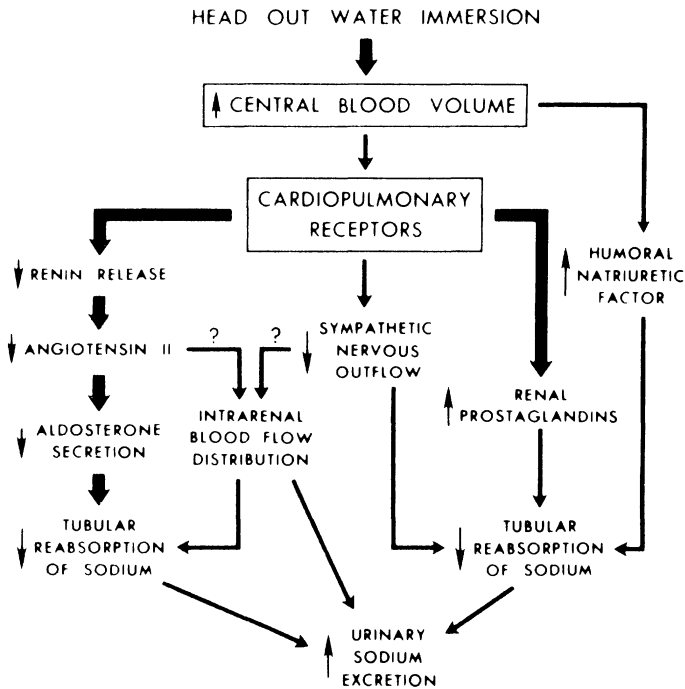 HEAD OUT WATER IMMERSION
↑ CENTRAL BLOOD VOLUME
CARDIOPULMONARY
RECEPTORS
↓ RENIN RELEASE
↑ HUMORAL
NATRIURETIC
FACTOR
↓ ANGIOTENSIN II
?
?
↓ SYMPATHETIC
NERVOUS
OUTFLOW
↑ RENAL
PROSTAGLANDINS
↓ ALDOSTERONE
SECRETION
INTRARENAL
BLOOD FLOW
DISTRIBUTION
↓ TUBULAR
REABSORPTION
OF SODIUM
↓ TUBULAR
REABSORPTION
OF SODIUM
↑ URINARY
SODIUM
EXCRETION